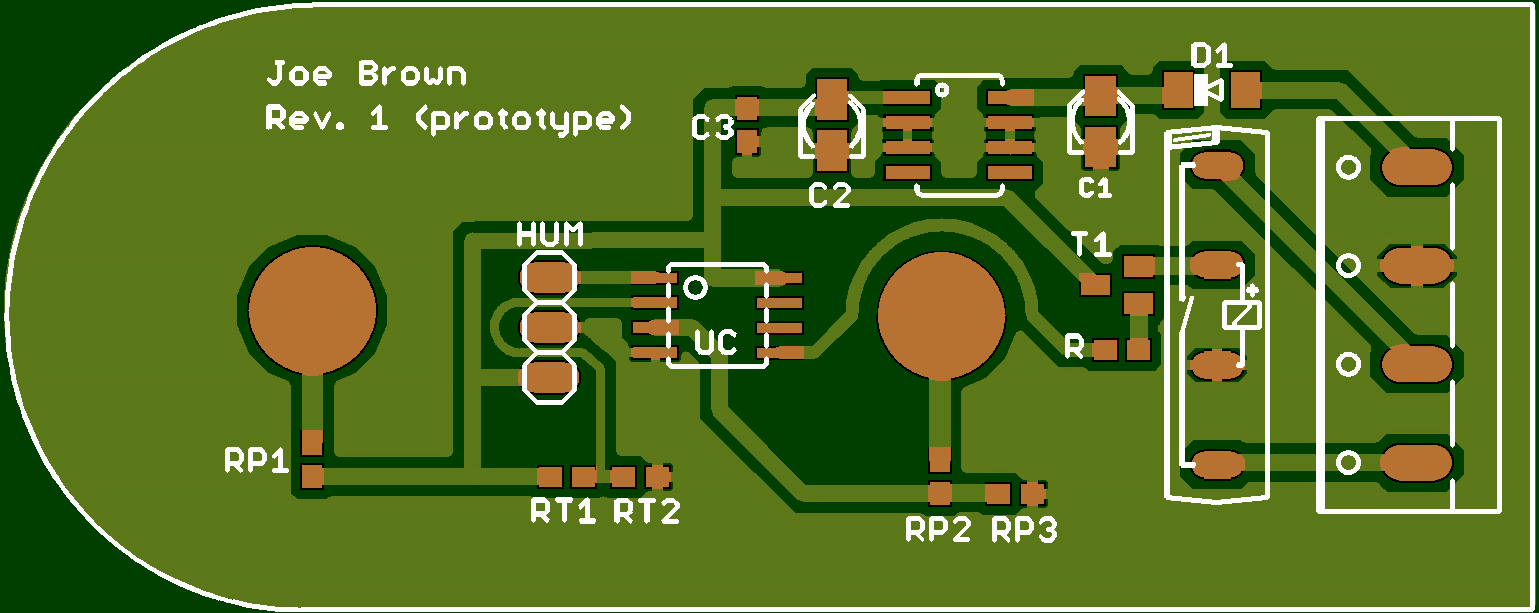 Joe Brown
Rev. 1 (prototype)
D1
C3
C2
C1
HUM
T1
+
UC
R
RP1
RT1
RT2
RP2
RP3